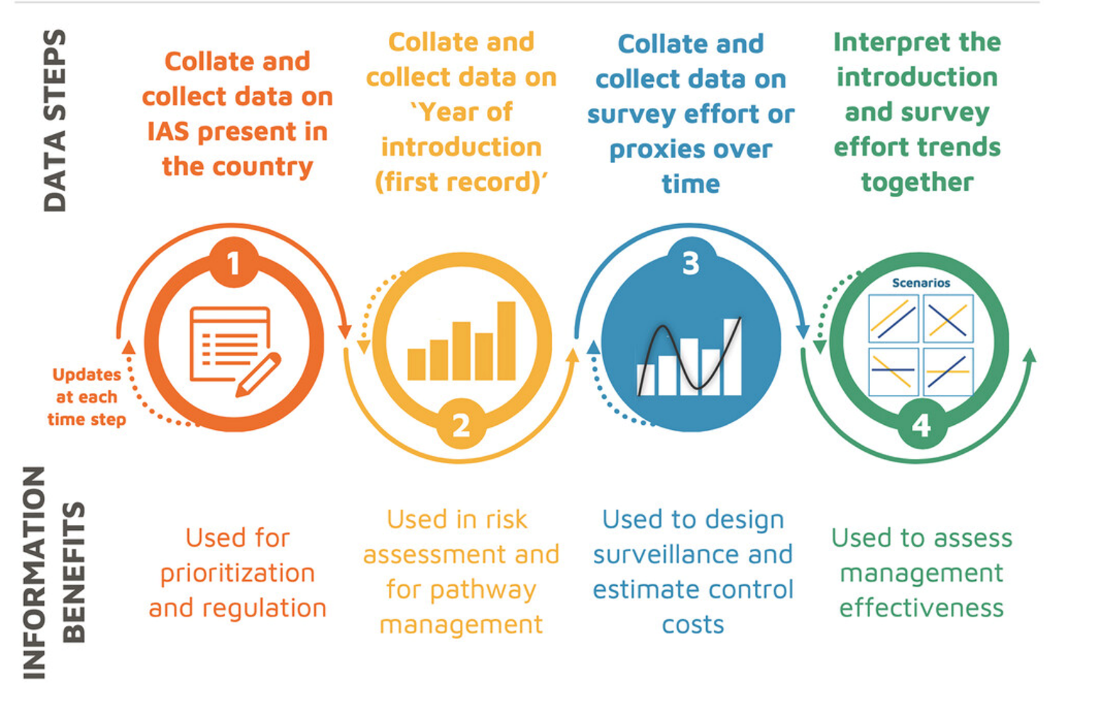 DATA STEPS
Collate and
collect data on
IAS present in
the country
Collate and
collect data on
‘Year of
introduction
(first record)’
Collate and
collect data on
survey effort or
proxies over
time
Interpret the
introduction
and survey
effort trends
together
1
2
3
4
Scenarios
Updates
at each
time step
INFORMATION
BENEFITS
Used for
prioritization
and regulation
Used in risk
assessment and
for pathway
management
Used to design
surveillance and
estimate control
costs
Used to assess
management
effectiveness